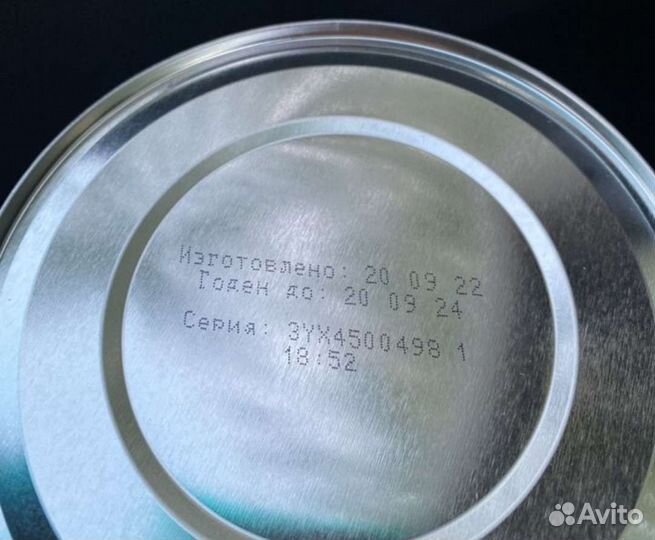 Изготовлено: 20 09 22
Годен до: 20 09 24
Серия: 3YX4500498 1
18:52
Avito